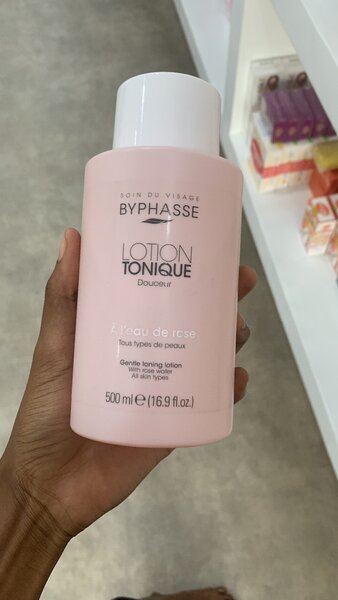 SOIN DU VISAGE
BYPHASSE
LOTION
TONIQUE
Douceur
À l'eau de rose
Tous types de peaux
Gentle toning lotion
With rose water
All skin types
500 ml ℮ (16.9 fl.oz.)